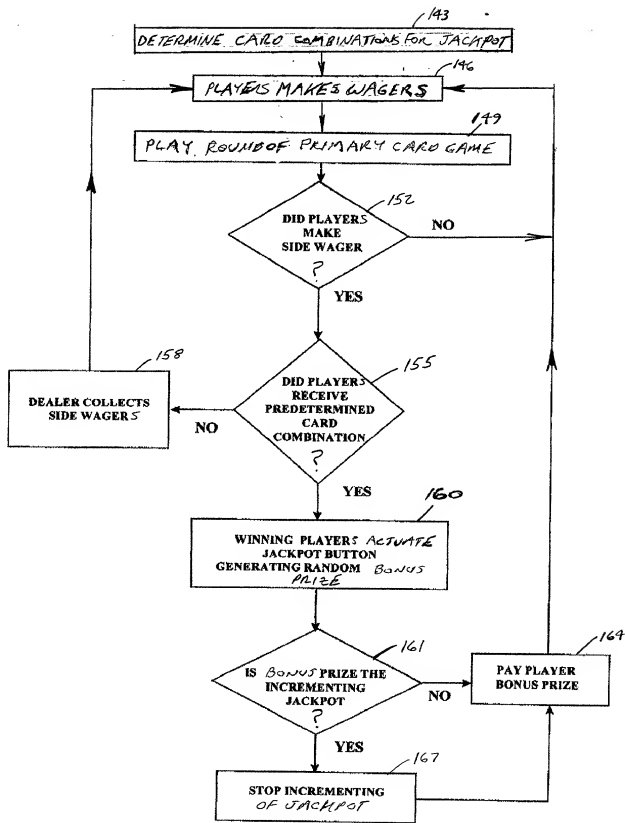 143
DETERMINE CARD COMBINATIONS FOR JACKPOT
146
PLAYERS MAKES WAGERS
149
PLAY ROUND OF PRIMARY CARD GAME
152
DID PLAYERS
MAKE
SIDE WAGER
?
NO
YES
155
DID PLAYERS
RECEIVE
PREDETERMINED
CARD
COMBINATION
?
158
DEALER COLLECTS
SIDE WAGERS
NO
YES
160
WINNING PLAYERS ACTUATE
JACKPOT BUTTON
GENERATING RANDOM BONUS
PRIZE
161
IS BONUS PRIZE THE
INCREMENTING
JACKPOT
?
NO
164
PAY PLAYER
BONUS PRIZE
YES
167
STOP INCREMENTING
OF JACKPOT